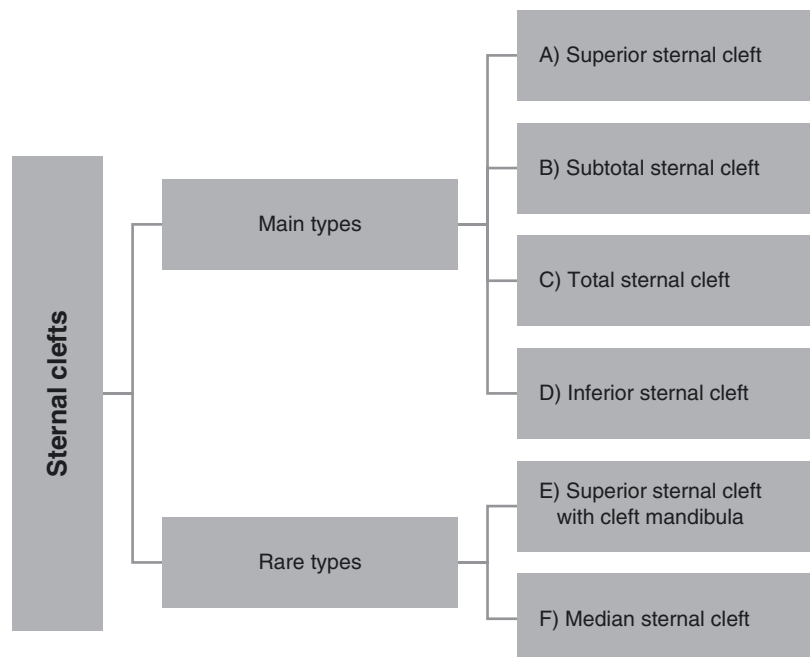 Sternal clefts
Main types
A) Superior sternal cleft
B) Subtotal sternal cleft
C) Total sternal cleft
D) Inferior sternal cleft
Rare types
E) Superior sternal cleft
with cleft mandibula
F) Median sternal cleft